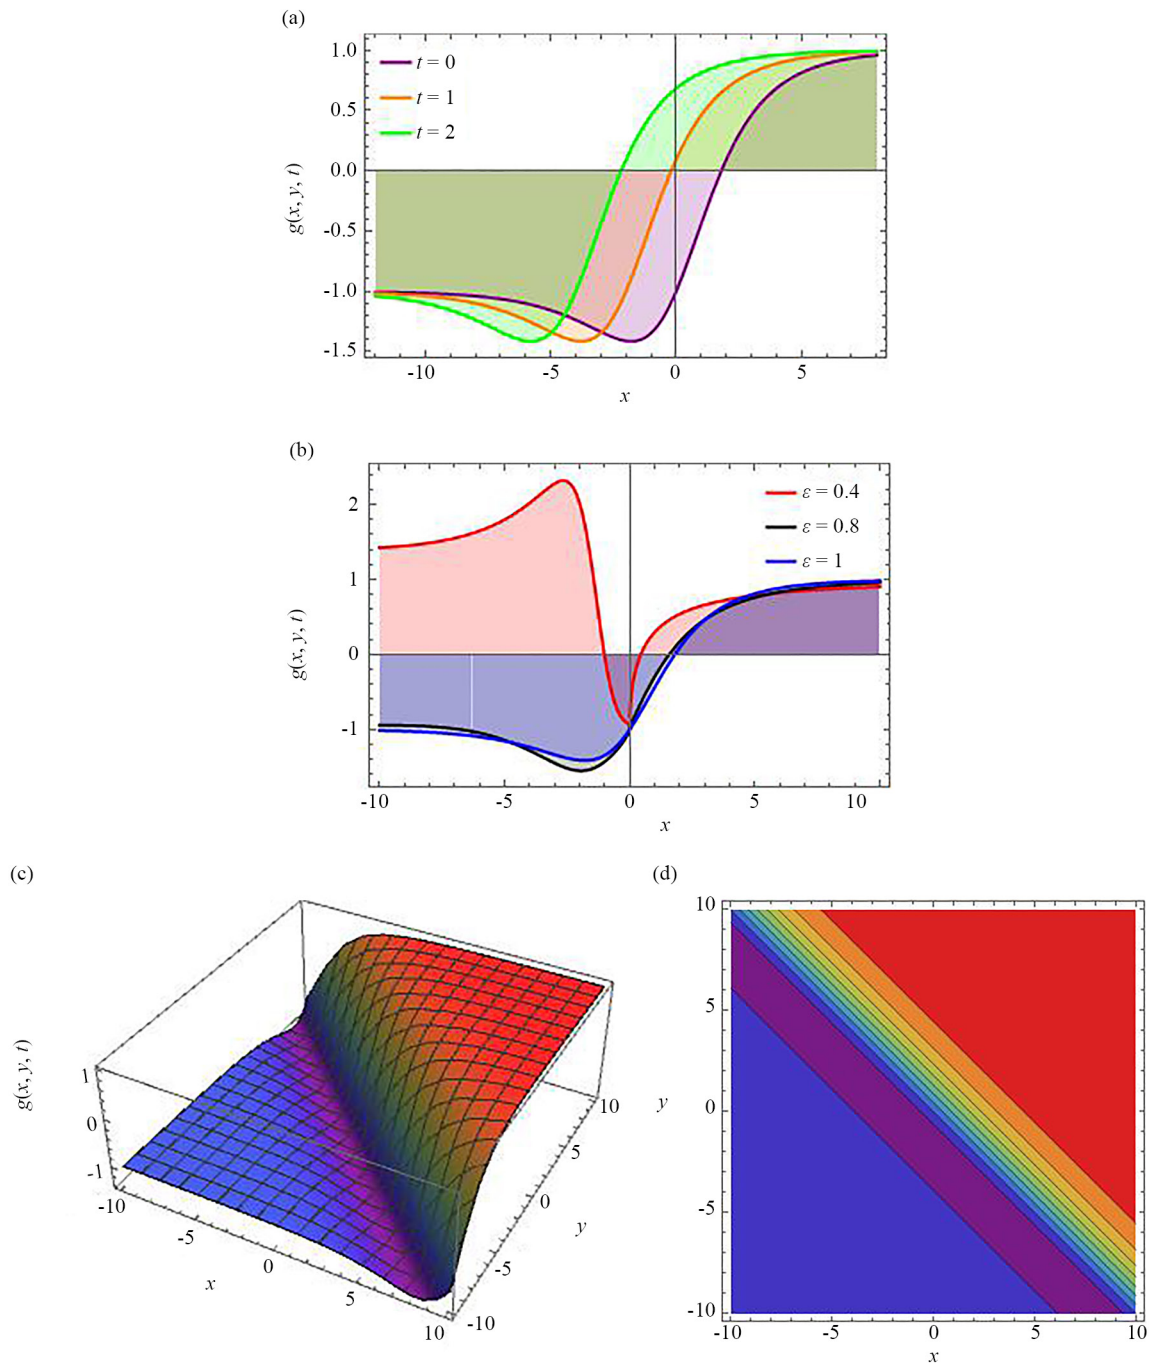 (a)
1.0
0.5
0.0
-0.5
-1.0
-1.5
g(x, y, t)
t = 0
t = 1
t = 2
-10 -5 0 5
x
(b)
2
1
0
-1
g(x, y, t)
ε = 0.4
ε = 0.8
ε = 1
-10 -5 0 5 10
x
(c)
g(x, y, t)
1
0
-1
-10
-5
0
5
10
x
10
5
0
-5
-10
y
(d)
10
5
0
-5
-10
y
-10 -5 0 5 10
x